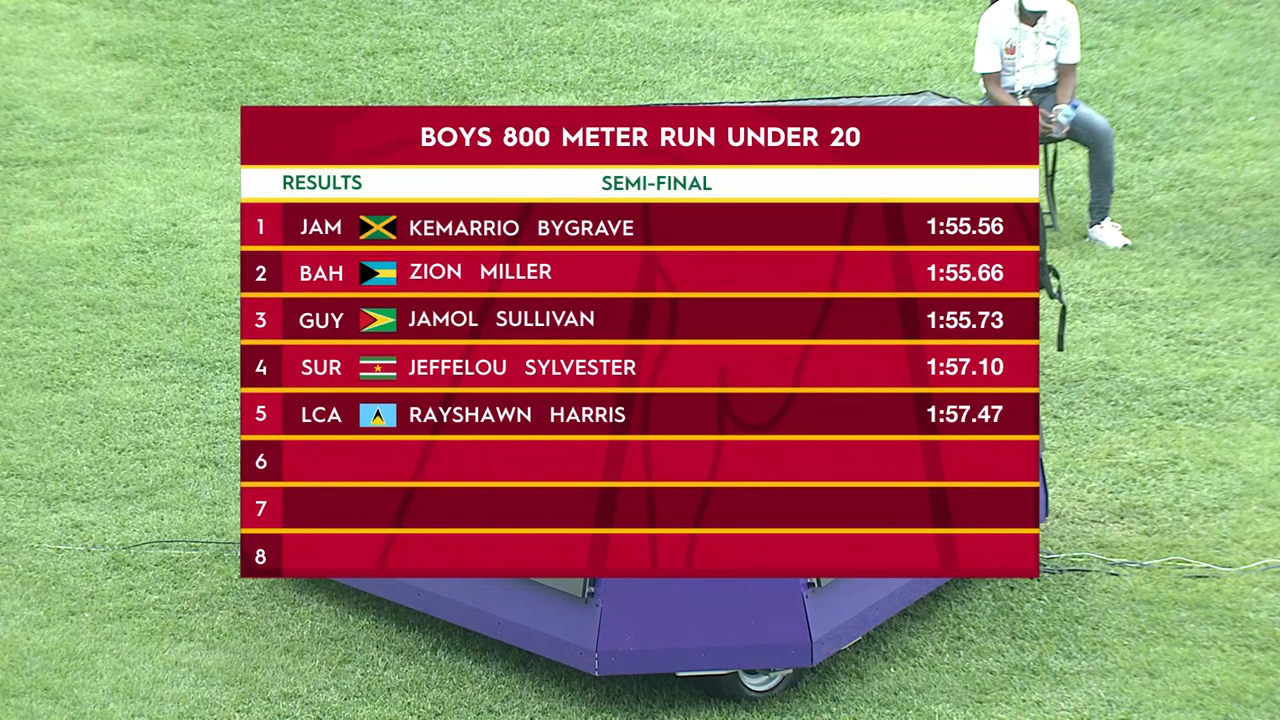 BOYS 800 METER RUN UNDER 20
RESULTS SEMI-FINAL
1 JAM KEMARRIO BYGRAVE 1:55.56
2 BAH ZION MILLER 1:55.66
3 GUY JAMOL SULLIVAN 1:55.73
4 SUR JEFFELOU SYLVESTER 1:57.10
5 LCA RAYSHAWN HARRIS 1:57.47
6
7
8